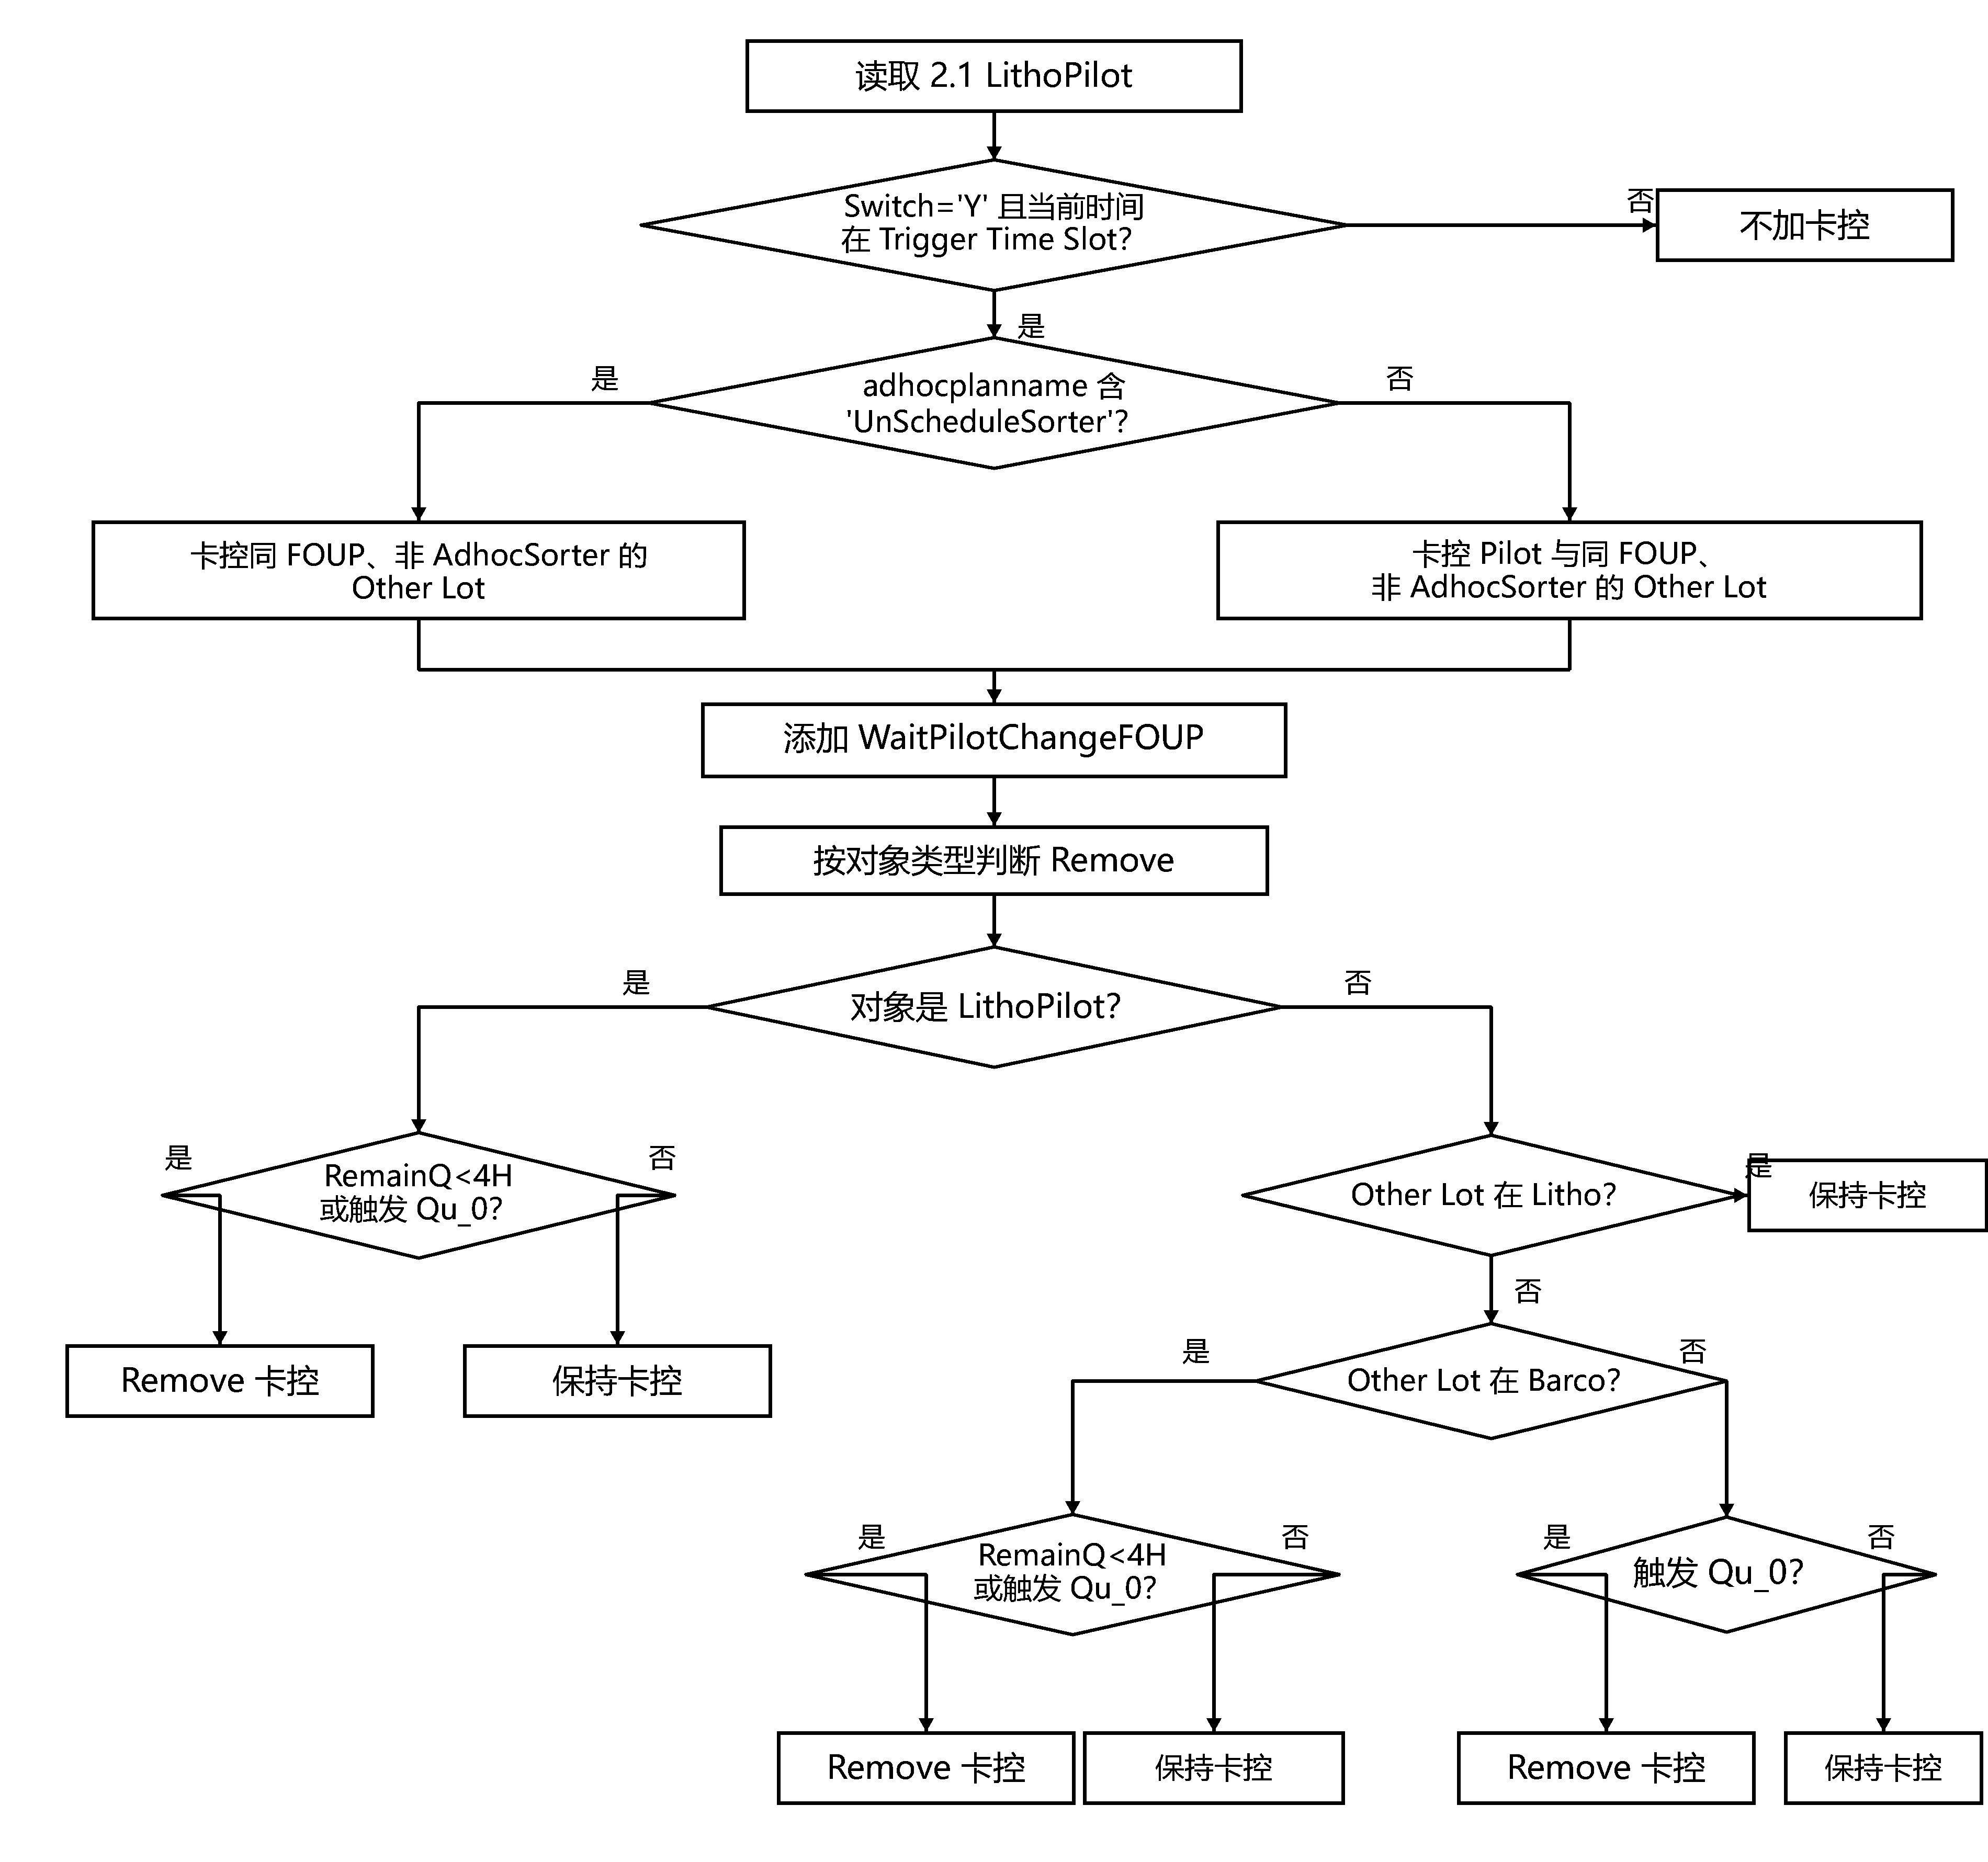 读取 2.1 LithoPilot
Switch='Y' 且当前时间
在 Trigger Time Slot?
否
不加卡控
是
adhocplanname 含
'UnScheduleSorter'?
是
否
卡控同 FOUP、非 AdhocSorter 的
Other Lot
卡控 Pilot 与同 FOUP、
非 AdhocSorter 的 Other Lot
添加 WaitPilotChangeFOUP
按对象类型判断 Remove
对象是 LithoPilot?
是
否
是
RemainQ<4H
或触发 Qu_0?
否
Other Lot 在 Litho?
是
保持卡控
Remove 卡控
保持卡控
否
是
Other Lot 在 Barco?
否
是
RemainQ<4H
或触发 Qu_0?
否
是
触发 Qu_0?
否
Remove 卡控
保持卡控
Remove 卡控
保持卡控